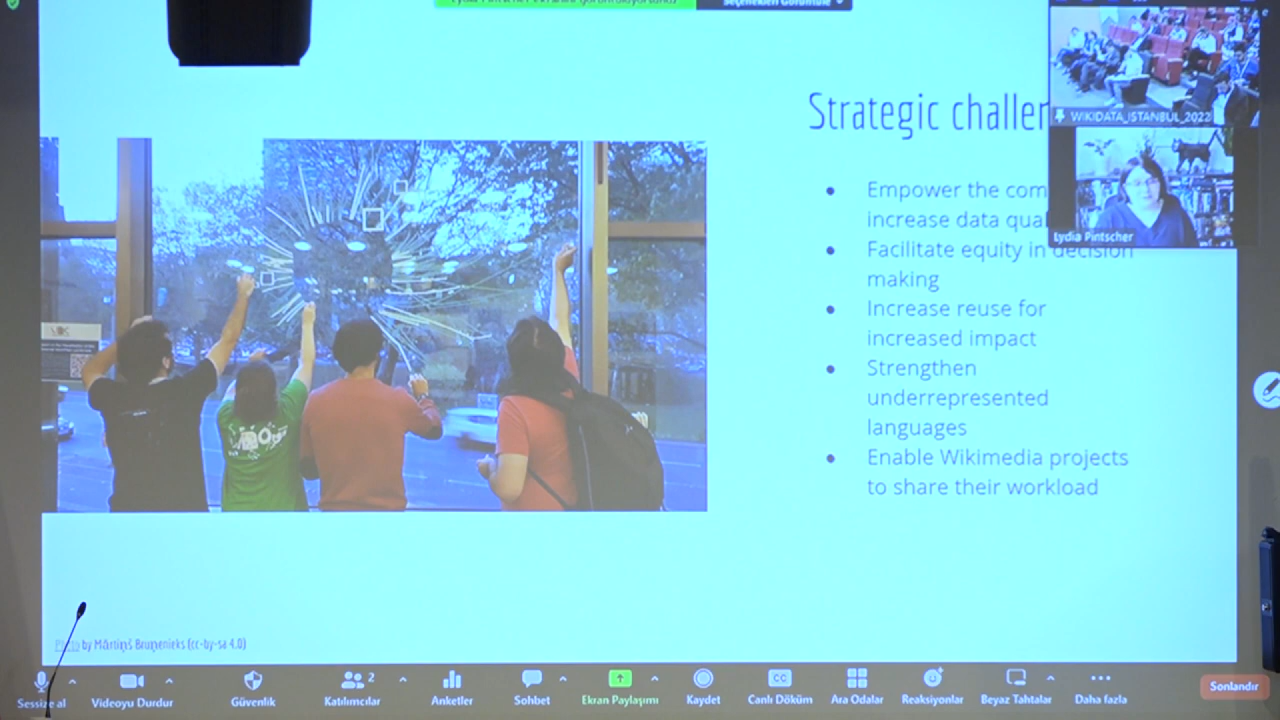 Seçenekleri Görüntüle
Strategic challen
WIKIDATA_ISTANBUL_2022
Lydia Pintscher
Empower the com
increase data qual
Facilitate equity in decision
making
Increase reuse for
increased impact
Strengthen
underrepresented
languages
Enable Wikimedia projects
to share their workload
Photo by Mārtiņš Bruņenieks (cc-by-sa 4.0)
Sessize al
Videoyu Durdur
Güvenlik
Katılımcılar
2
Anketler
Sohbet
Ekran Paylaşımı
Kaydet
CC
Canlı Döküm
Ara Odalar
Reaksiyonlar
Beyaz Tahtalar
Daha fazla
Sonlandır